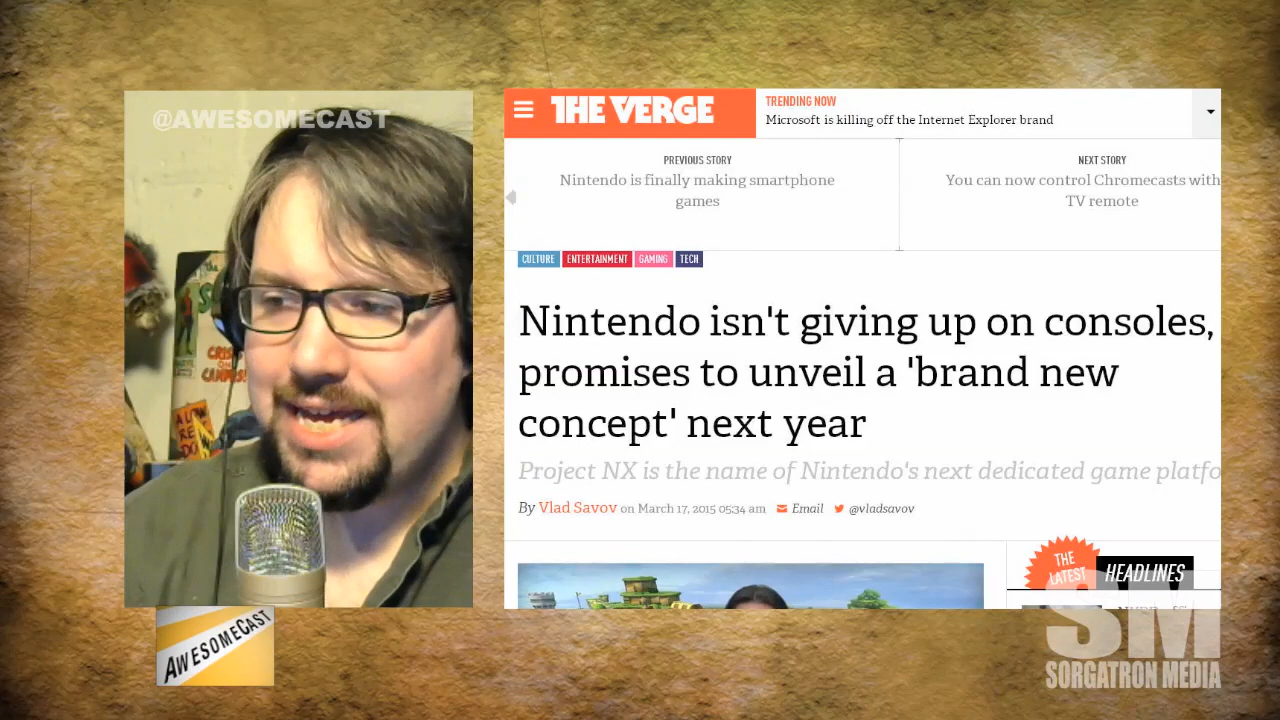 @AWESOMECAST
THE VERGE
TRENDING NOW
Microsoft is killing off the Internet Explorer brand
PREVIOUS STORY
Nintendo is finally making smartphone
games
NEXT STORY
You can now control Chromecasts with
TV remote
CULTURE
ENTERTAINMENT
GAMING
TECH
Nintendo isn't giving up on consoles,
promises to unveil a 'brand new
concept' next year
Project NX is the name of Nintendo's next dedicated game platfo
By Vlad Savov on March 17, 2015 05:34 am Email @vladsavov
THE
LATEST
HEADLINES
AWESOMECAST
SM
SORGATRON MEDIA